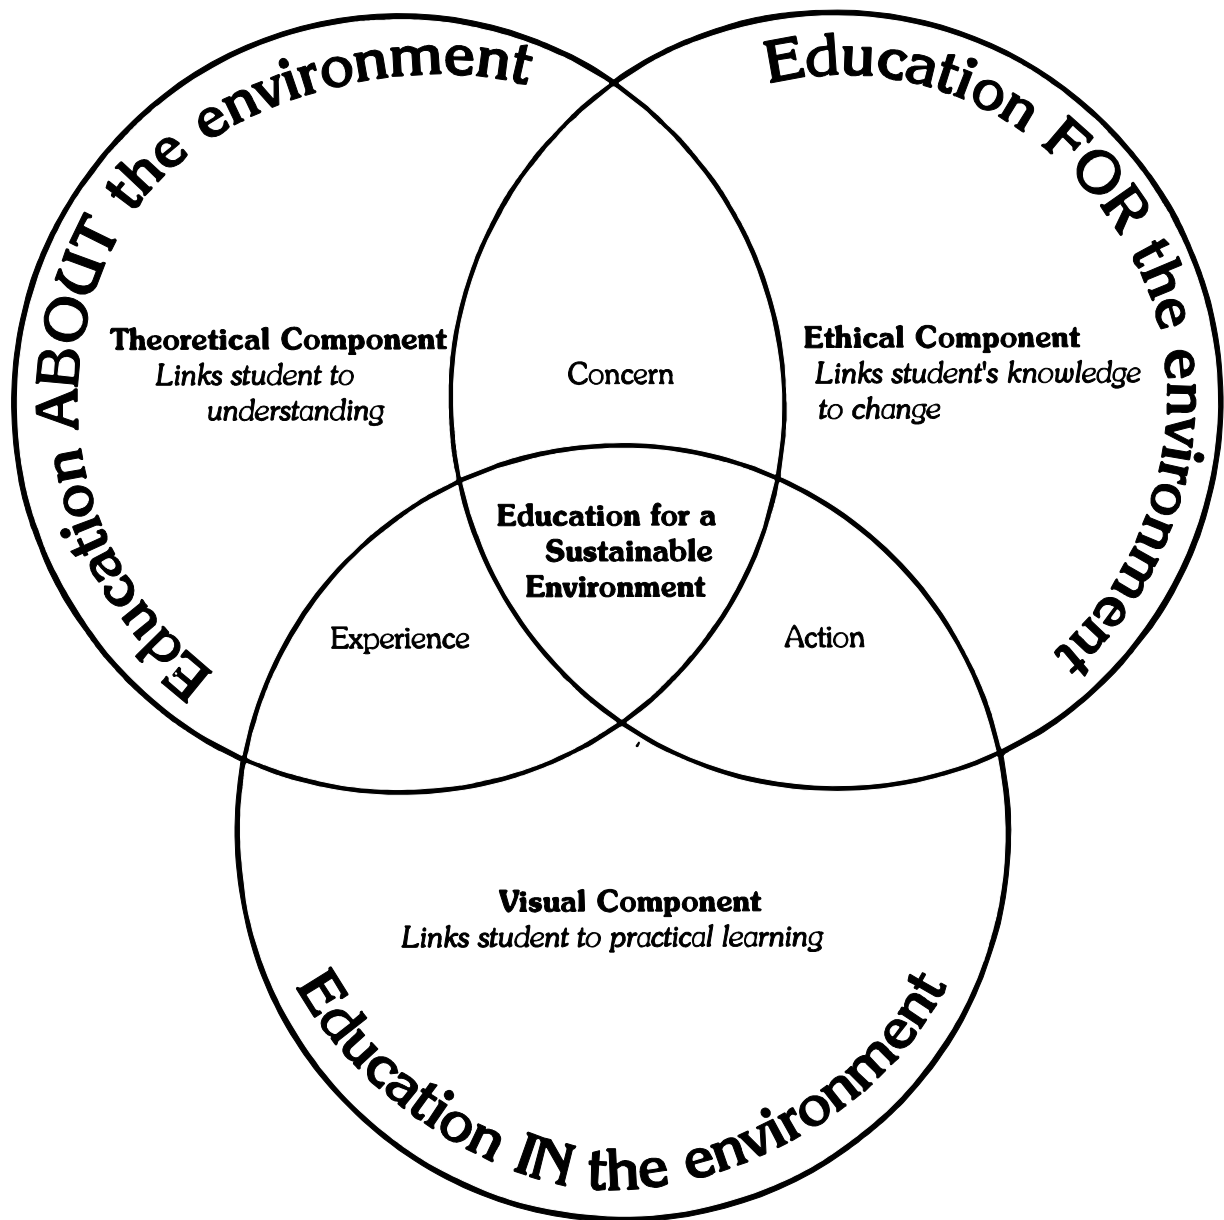 Education ABOUT the environment
Education FOR the environment
Theoretical Component
Links student to
understanding
Concern
Ethical Component
Links student's knowledge
to change
Education for a
Sustainable
Environment
Experience
Action
Visual Component
Links student to practical learning
Education IN the environment